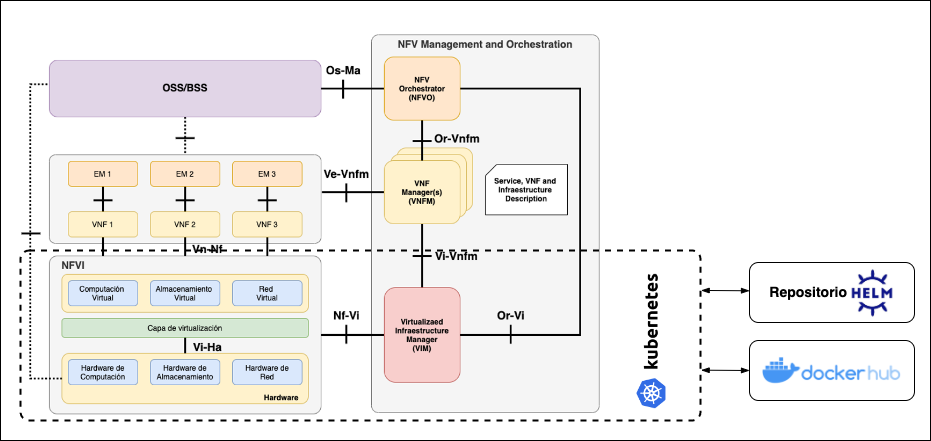 NFV Management and Orchestration
OSS/BSS
Os-Ma
NFV
Orchestrator
(NFVO)
Or-Vnfm
EM 1
EM 2
EM 3
Ve-Vnfm
VNF
Manager(s)
(VNFM)
Service, VNF and
Infraestructure
Description
VNF 1
VNF 2
VNF 3
Vn-Nf
Vi-Vnfm
NFVI
Computación
Virtual
Almacenamiento
Virtual
Red
Virtual
Capa de virtualización
Nf-Vi
Virtualizaed
Infraestructure
Manager
(VIM)
Or-Vi
Vi-Ha
Hardware de
Computación
Hardware de
Almacenamiento
Hardware de
Red
Hardware
kubernetes
Repositorio HELM
dockerhub